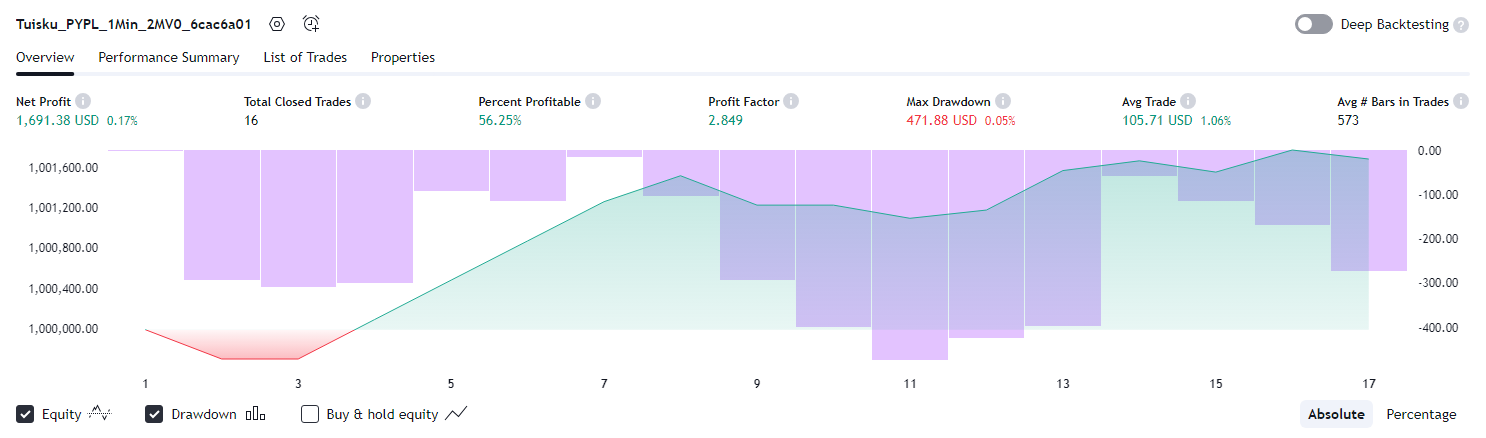 Tuisku_PYPL_1Min_2MV0_6cac6a01
Deep Backtesting ?
Overview Performance Summary List of Trades Properties
Net Profit Total Closed Trades Percent Profitable Profit Factor Max Drawdown Avg Trade Avg # Bars in Trades
1,691.38 USD 0.17% 16 56.25% 2.849 471.88 USD 0.05% 105.71 USD 1.06% 573
0.00
1,001,600.00
-100.00
1,001,200.00
-200.00
1,000,800.00
-300.00
1,000,400.00
-400.00
1,000,000.00
1 3 5 7 9 11 13 15 17
Equity Drawdown Buy & hold equity Absolute Percentage